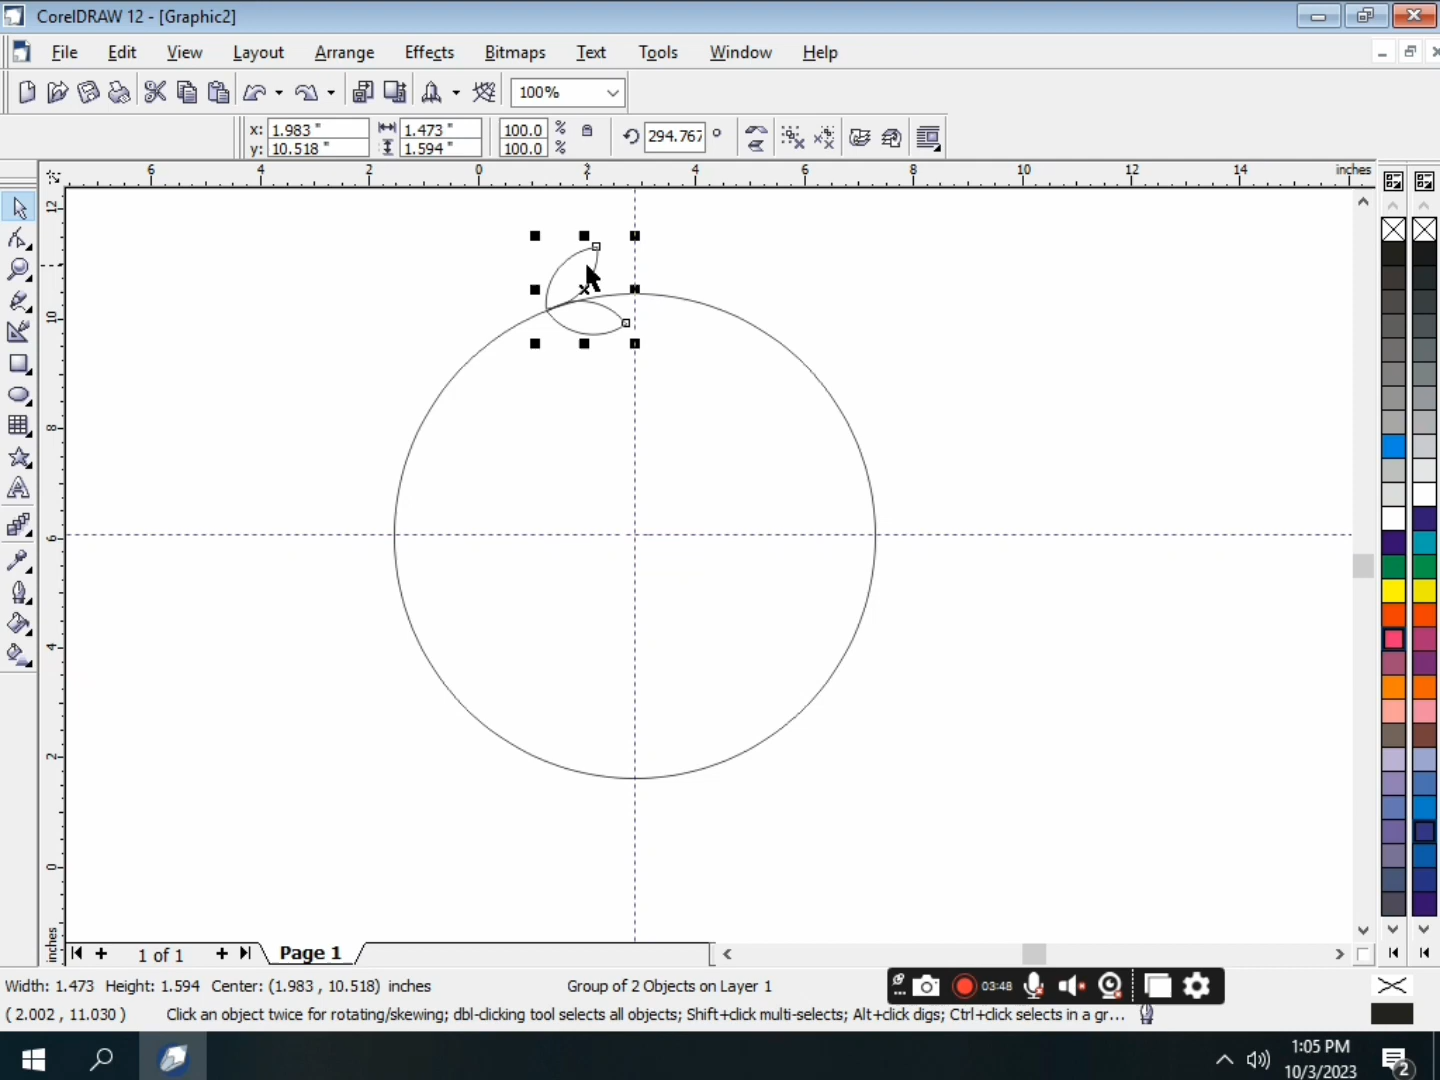 CorelDRAW 12 - [Graphic2]
File Edit View Layout Arrange Effects Bitmaps Text Tools Window Help
100%
x: 1.983 " 1.473 " 100.0 % 294.767 °
y: 10.518 " 1.594 " 100.0 %
6 4 2 0 2 4 6 8 10 12 14 inches
12
10
8
6
4
2
0
inches
1 of 1 Page 1
Width: 1.473 Height: 1.594 Center: (1.983 , 10.518) inches Group of 2 Objects on Layer 1
03:48
( 2.002 , 11.030 ) Click an object twice for rotating/skewing; dbl-clicking tool selects all objects; Shift+click multi-selects; Alt+click digs; Ctrl+click selects in a gr...
1:05 PM
10/3/2023
2